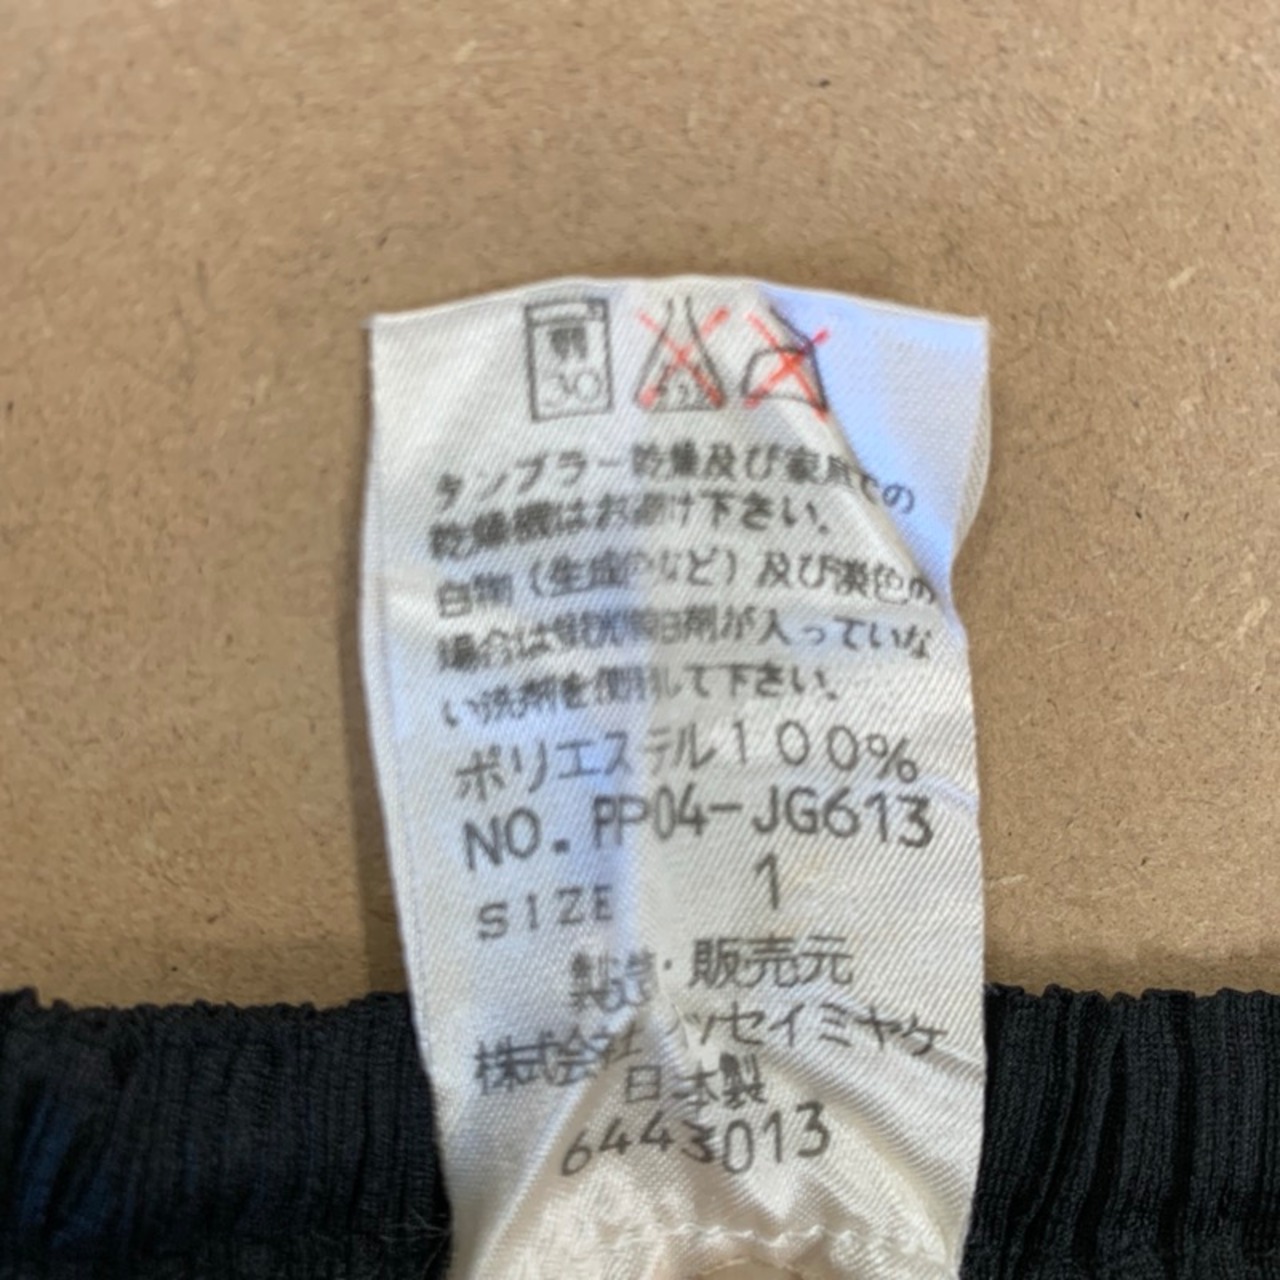 弱
30
タンブラー乾燥及び家庭での
乾燥機はお避け下さい。
白物（生成りなど）及び淡色の
場合は蛍光増白剤が入っていな
い洗剤を使用して下さい。
ポリエステル100%
NO. PP04-JG613
SIZE 1
製造・販売元
株式会社イッセイミヤケ
日本製
6443013